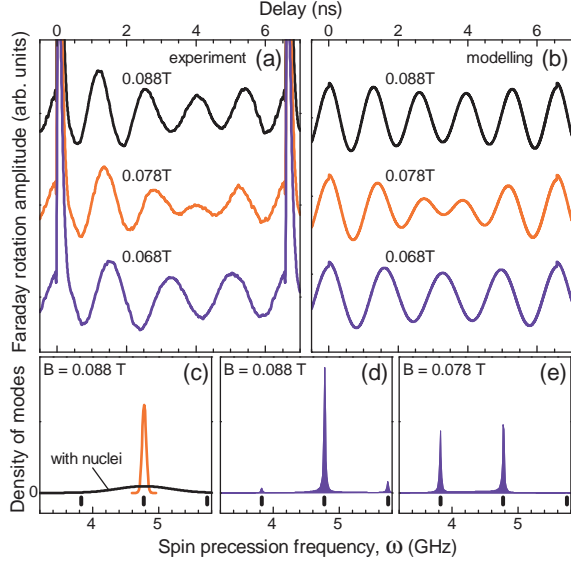 Delay (ns)
0 2 4 6 0 2 4 6
Faraday rotation amplitude (arb. units)
experiment (a)
modelling (b)
0.088T
0.088T
0.078T
0.078T
0.068T
0.068T
Density of modes
0
B = 0.088 T (c)
with nuclei
B = 0.088 T (d)
B = 0.078 T (e)
4 5 4 5 4 5
Spin precession frequency, ω (GHz)